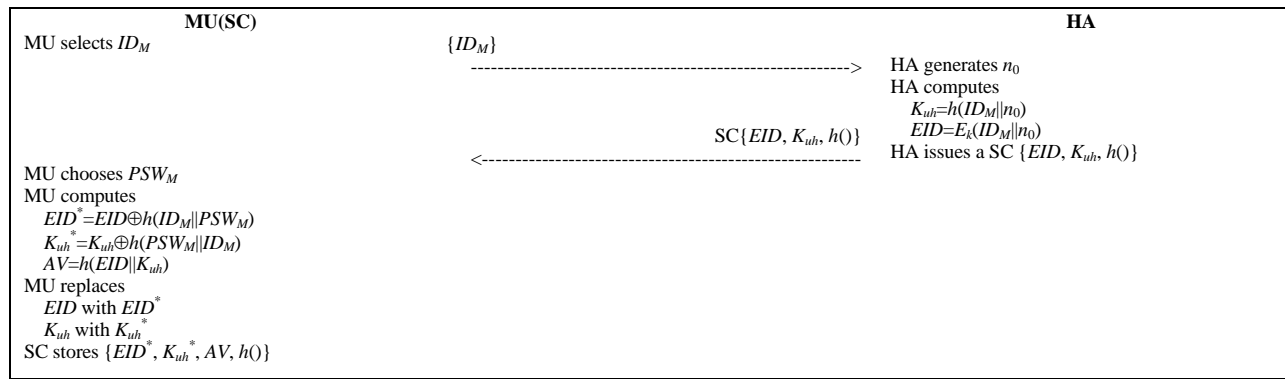 MU(SC) HA
MU selects ID_M {ID_M}
--------------------------------------------------------> HA generates n_0
HA computes
K_uh=h(ID_M||n_0)
SC{EID, K_uh, h()} EID=E_k(ID_M||n_0)
<-------------------------------------------------------- HA issues a SC {EID, K_uh, h()}
MU chooses PSW_M
MU computes
EID^*=EID⊕h(ID_M||PSW_M)
K_uh^*=K_uh⊕h(PSW_M||ID_M)
AV=h(EID||K_uh)
MU replaces
EID with EID^*
K_uh with K_uh^*
SC stores {EID^*, K_uh^*, AV, h()}